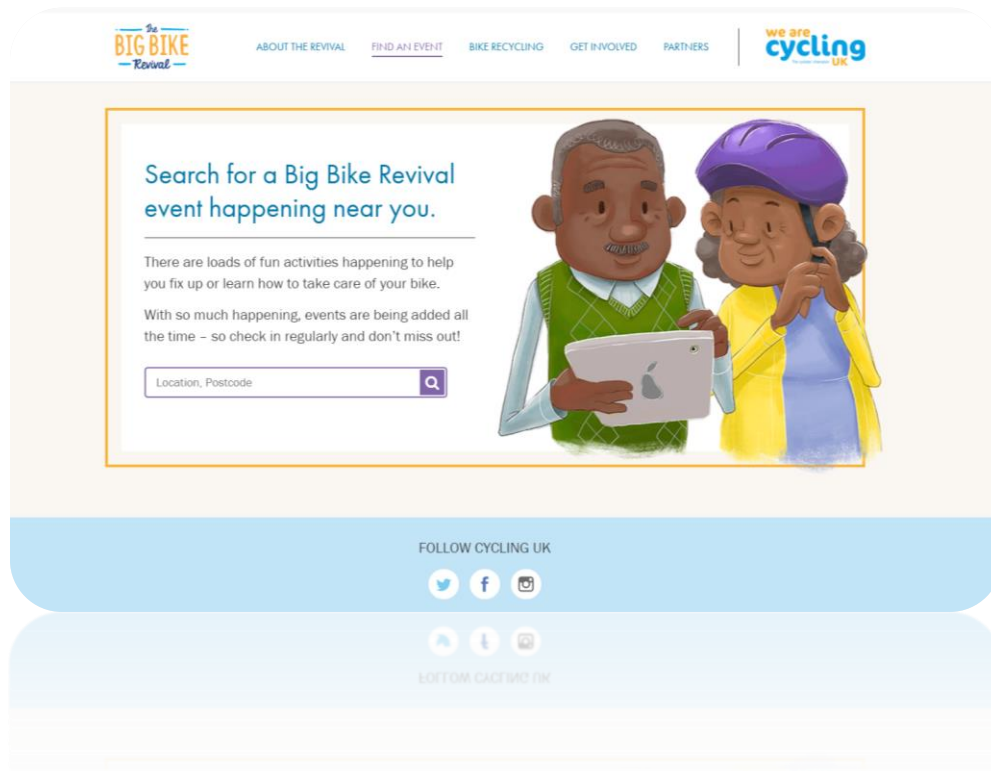 the
BIG BIKE
Revival
ABOUT THE REVIVAL
FIND AN EVENT
BIKE RECYCLING
GET INVOLVED
PARTNERS
we are
cycling
UK
Search for a Big Bike Revival
event happening near you.
There are loads of fun activities happening to help
you fix up or learn how to take care of your bike.
With so much happening, events are being added all
the time – so check in regularly and don't miss out!
Location, Postcode
FOLLOW CYCLING UK